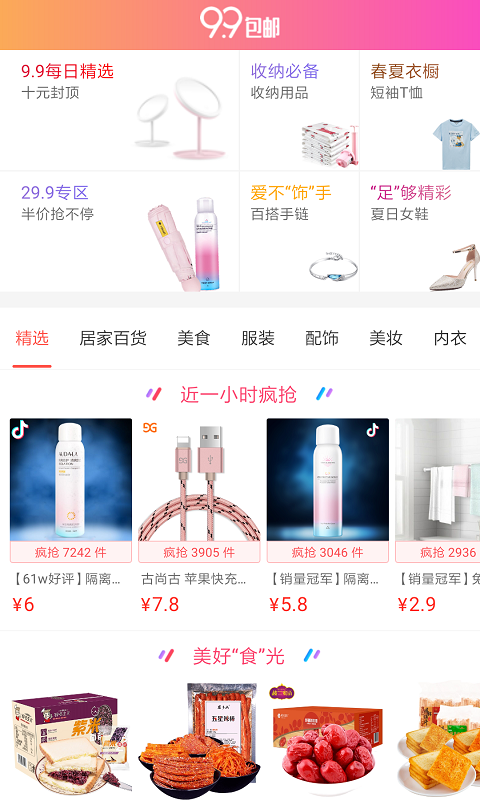 9.9包邮
9.9每日精选
十元封顶
收纳必备
收纳用品
春夏衣橱
短袖T恤
29.9专区
半价抢不停
爱不“饰”手
百搭手链
“足”够精彩
夏日女鞋
精选 居家百货 美食 服装 配饰 美妆 内衣
近一小时疯抢
AUDALA
疯抢 7242 件
疯抢 3905 件
疯抢 3046 件
疯抢 2936
【61w好评】隔离...
古尚古 苹果快充...
【销量冠军】隔离...
【销量冠军】免
¥6
¥7.8
¥5.8
¥2.9
美好“食”光
紫光
五星辣棒